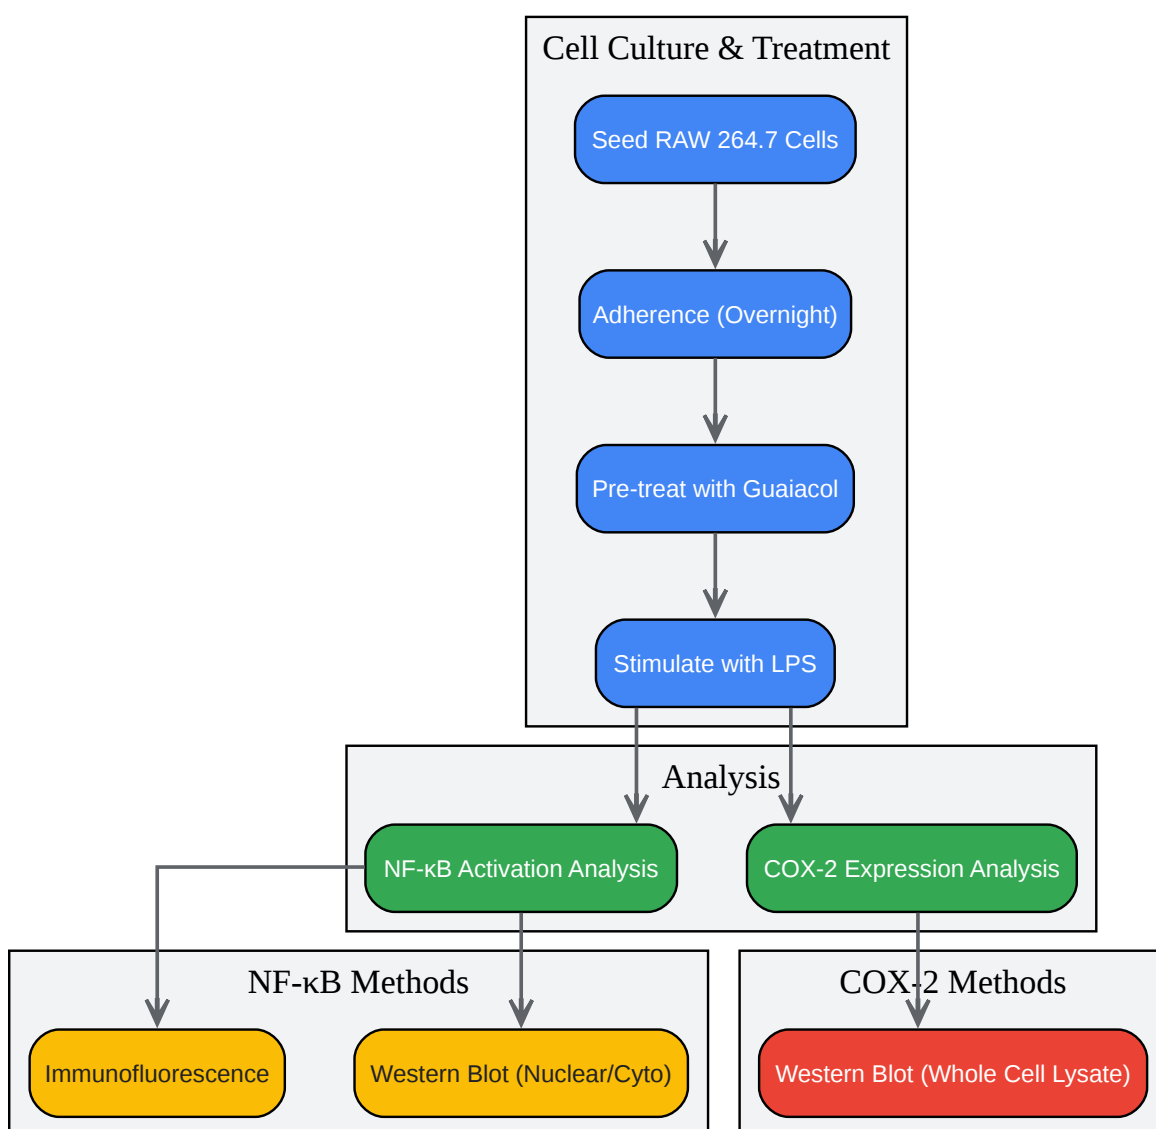 Cell Culture & Treatment
Seed RAW 264.7 Cells
Adherence (Overnight)
Pre-treat with Guaiacol
Stimulate with LPS
Analysis
NF-κB Activation Analysis
COX-2 Expression Analysis
NF-κB Methods
COX-2 Methods
Immunofluorescence
Western Blot (Nuclear/Cyto)
Western Blot (Whole Cell Lysate)